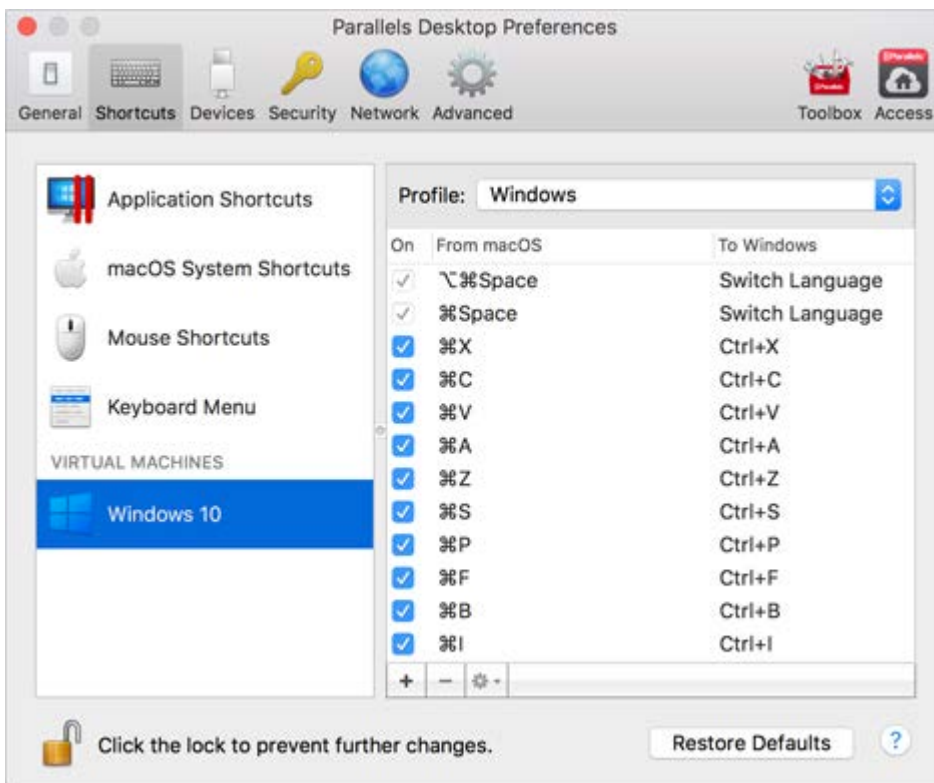 Parallels Desktop Preferences
General Shortcuts Devices Security Network Advanced Toolbox Access
Application Shortcuts
macOS System Shortcuts
Mouse Shortcuts
Keyboard Menu
VIRTUAL MACHINES
Windows 10
Profile: Windows
On From macOS To Windows
⌥⌘Space Switch Language
⌘Space Switch Language
⌘X Ctrl+X
⌘C Ctrl+C
⌘V Ctrl+V
⌘A Ctrl+A
⌘Z Ctrl+Z
⌘S Ctrl+S
⌘P Ctrl+P
⌘F Ctrl+F
⌘B Ctrl+B
⌘I Ctrl+I
Click the lock to prevent further changes.
Restore Defaults ?